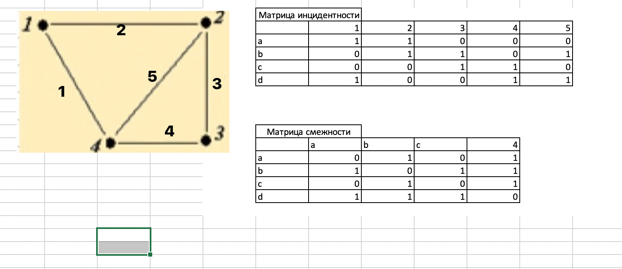 1 2 2
5
1 3
4 4 3
Матрица инцидентности
1 2 3 4 5
a 1 1 0 0 0
b 0 1 1 0 1
c 0 0 1 1 0
d 1 0 0 1 1
Матрица смежности
a b c 4
a 0 1 0 1
b 1 0 1 1
c 0 1 0 1
d 1 1 1 0